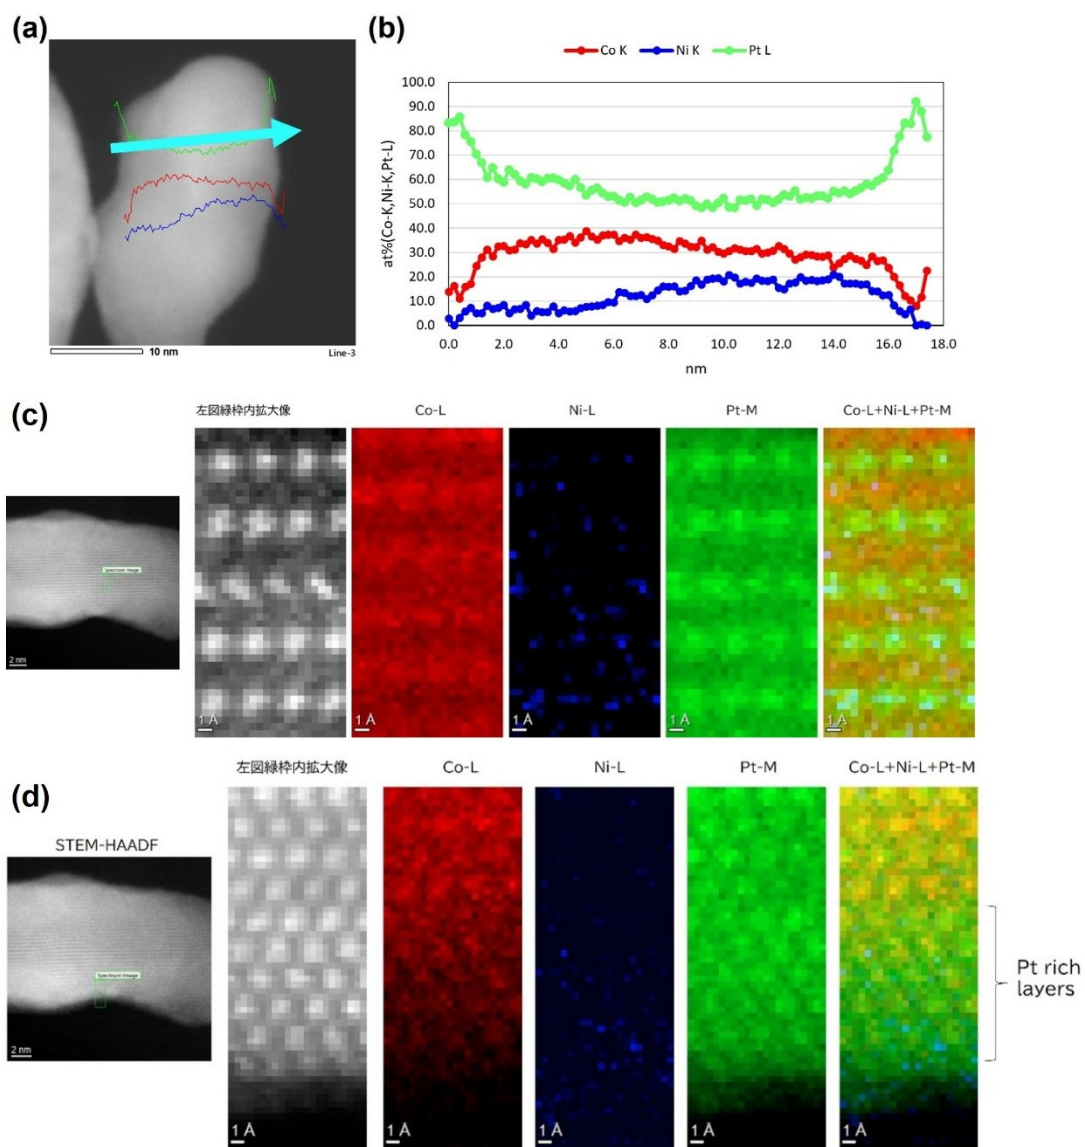 (a)
10 nm
Line-3
(b)
Co K Ni K Pt L
at%(Co-K,Ni-K,Pt-L)
100.0
90.0
80.0
70.0
60.0
50.0
40.0
30.0
20.0
10.0
0.0
0.0 2.0 4.0 6.0 8.0 10.0 12.0 14.0 16.0 18.0
nm
(c)
左図緑枠内拡大像 Co-L Ni-L Pt-M Co-L+Ni-L+Pt-M
Spectrum Image
2 nm
1 Å 1 Å 1 Å 1 Å 1 Å
(d)
左図緑枠内拡大像 Co-L Ni-L Pt-M Co-L+Ni-L+Pt-M
STEM-HAADF
Spectrum Image
2 nm
Pt rich
layers
1 Å 1 Å 1 Å 1 Å 1 Å